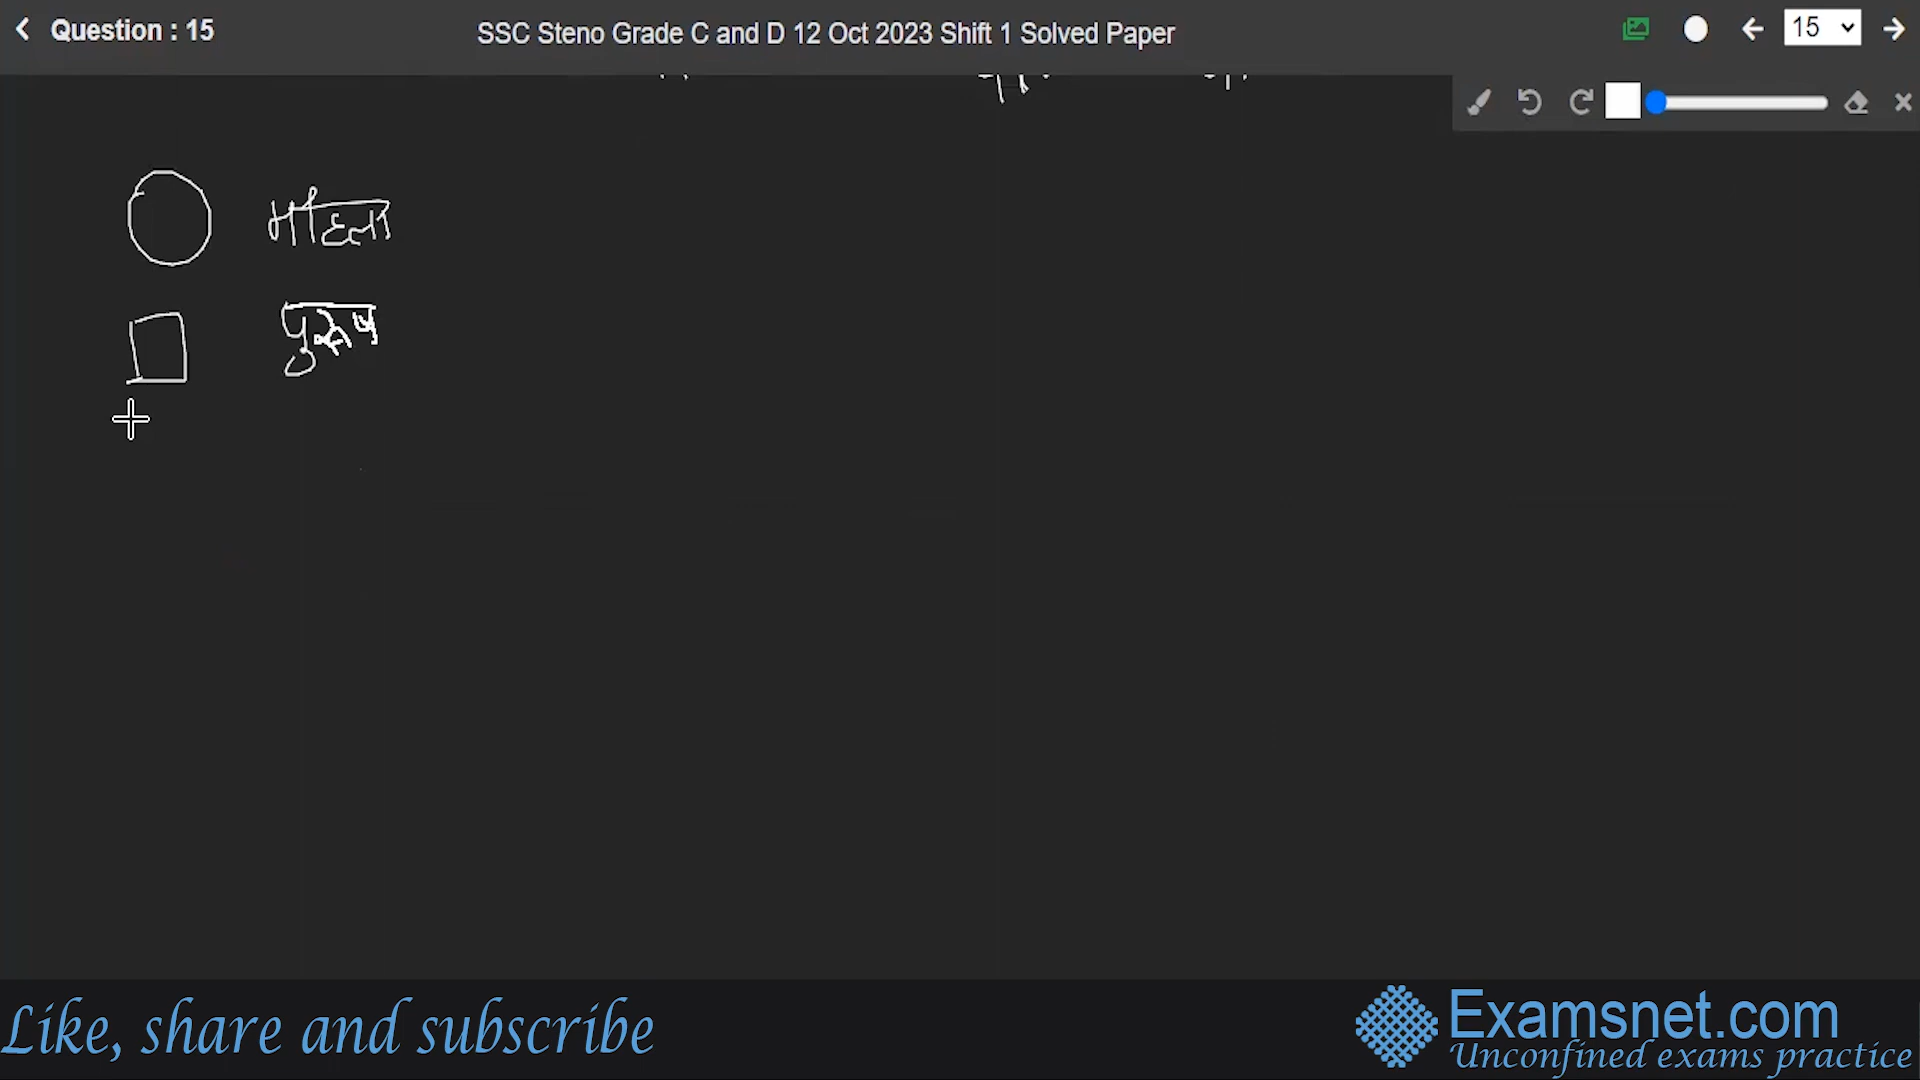 Question : 15
SSC Steno Grade C and D 12 Oct 2023 Shift 1 Solved Paper
15
महिला
पुरुष
Like, share and subscribe
Examsnet.com
Unconfined exams practice